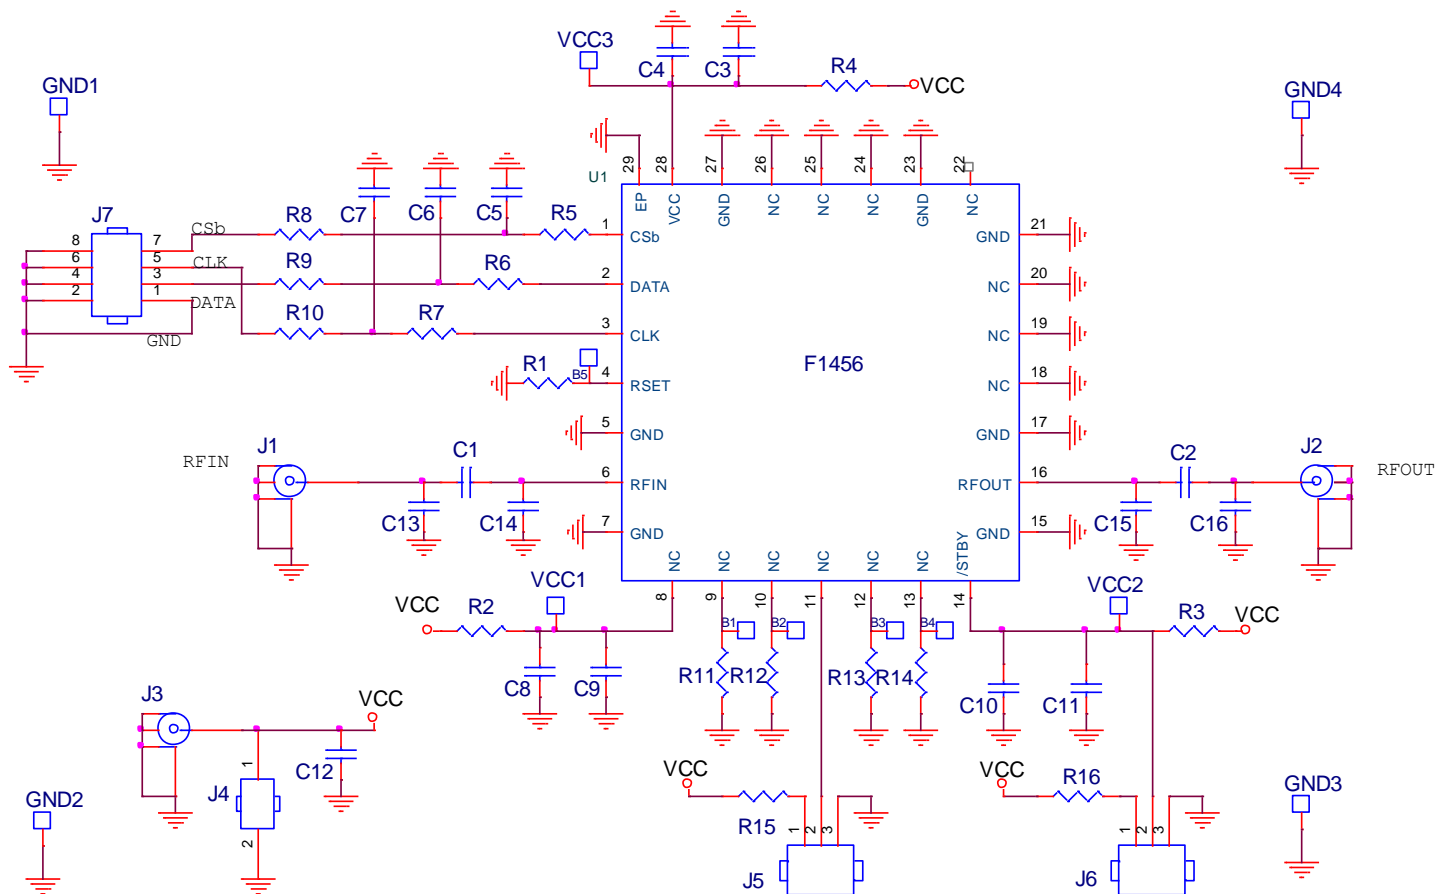 VCC3
C4
C3
R4
VCC
GND1
GND4
29
28
27
26
25
24
23
22
U1
EP
VCC
GND
NC
NC
NC
GND
NC
J7
CSb
R8
C7
C6
C5
R5
1
CSb
GND
21
8
7
6
5
CLK
R9
R6
2
DATA
NC
20
4
3
2
1
DATA
R10
R7
3
CLK
NC
19
GND
F1456
R1
B5
4
RSET
NC
18
5
GND
GND
17
J1
RFIN
C1
6
RFIN
RFOUT
16
C2
J2
RFOUT
C13
C14
7
GND
GND
15
C15
C16
NC
NC
NC
NC
NC
NC
/STBY
8
9
10
11
12
13
14
VCC
R2
VCC1
B1
B2
B3
B4
VCC2
R3
VCC
C8
C9
R11
R12
R13
R14
C10
C11
J3
VCC
C12
1
J4
2
GND2
VCC
R15
1
2
3
J5
VCC
R16
1
2
3
J6
GND3